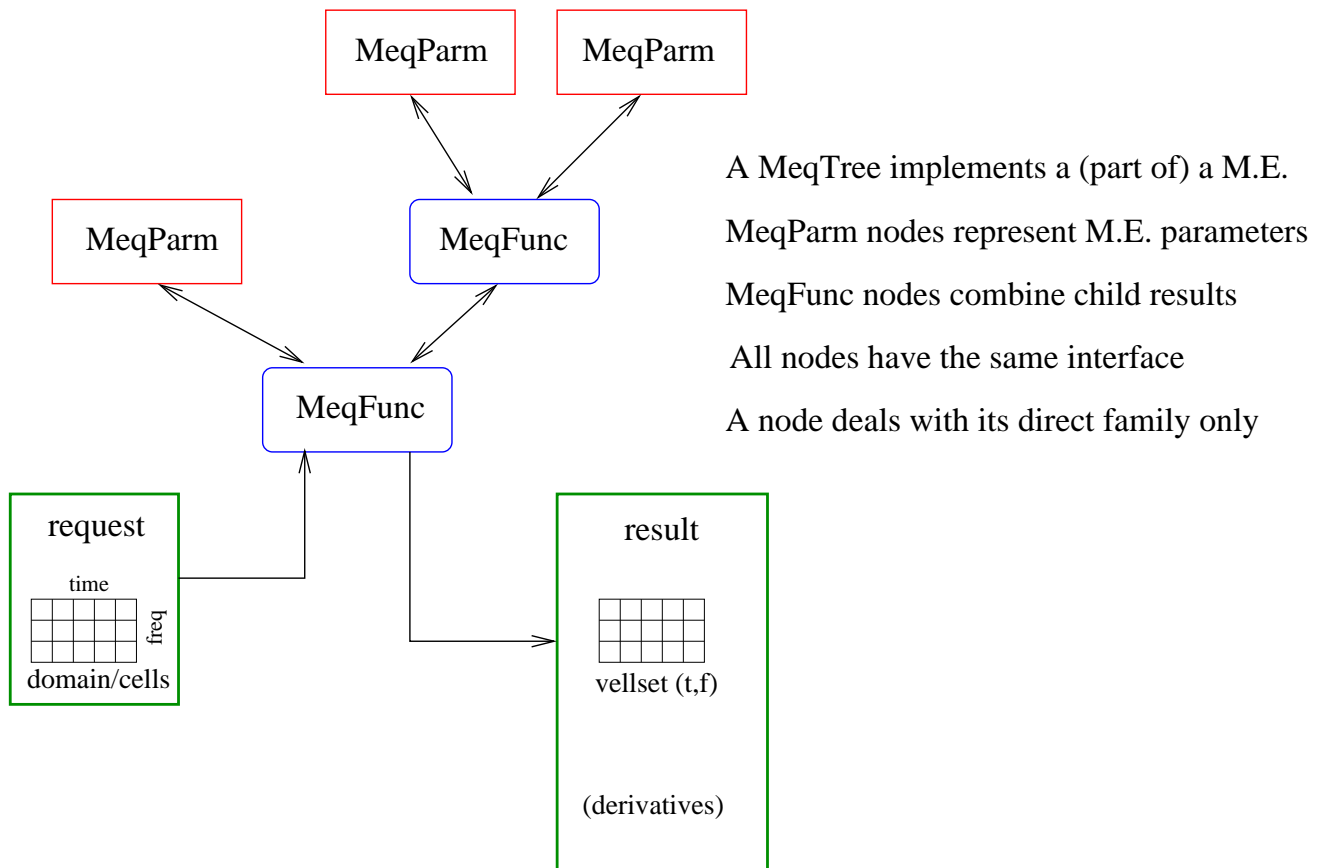 MeqParm
MeqParm
A MeqTree implements a (part of) a M.E.
MeqParm
MeqFunc
MeqParm nodes represent M.E. parameters
MeqFunc nodes combine child results
All nodes have the same interface
MeqFunc
A node deals with its direct family only
request
time
freq
domain/cells
result
vellset (t,f)
(derivatives)